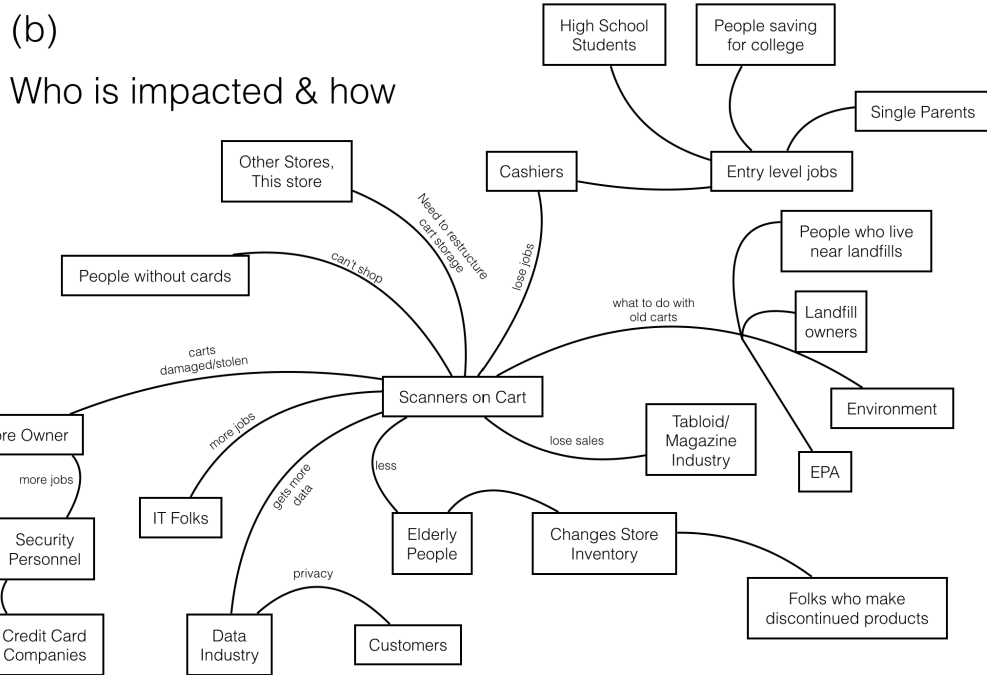 (b)
Who is impacted & how
High School
Students
People saving
for college
Single Parents
Other Stores,
This store
Cashiers
Entry level jobs
Need to restructure
cart storage
People who live
near landfills
People without cards
can't shop
lose jobs
what to do with
old carts
Landfill
owners
carts
damaged/stolen
Scanners on Cart
Environment
re Owner
more jobs
lose sales
Tabloid/
Magazine
Industry
more jobs
gets more
data
less
EPA
IT Folks
Security
Personnel
Elderly
People
Changes Store
Inventory
privacy
Folks who make
discontinued products
Credit Card
Companies
Data
Industry
Customers